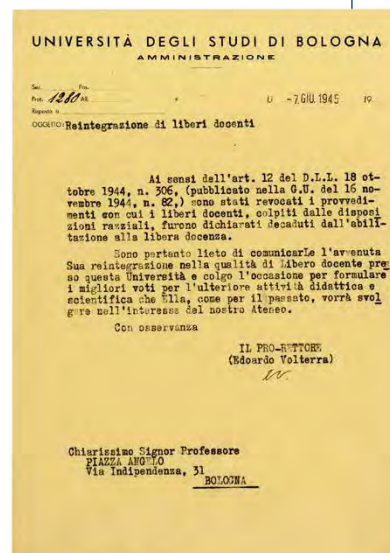 UNIVERSITÀ DEGLI STUDI DI BOLOGNA
AMMINISTRAZIONE
Sez. Pos.
Prot. 1280 All.
Risposta a
lì -7. GIU. 1945 19
OGGETTO: Reintegrazione di liberi docenti
Ai sensi dell'art. 12 del D.L.L. 18 ot-
tobre 1944, n. 306, (pubblicato nella G.U. del 16 no-
vembre 1944, n. 82,) sono stati revocati i provvedi-
menti con cui i liberi docenti, colpiti dalle disposi
zioni razziali, furono dichiarati decaduti dall'abili-
tazione alla libera docenza.
Sono pertanto lieto di comunicarLe l'avvenuta
Sua reintegrazione nella qualità di Libero docente pres
so questa Università e colgo l'occasione per formulare
i migliori voti per l'ulteriore attività didattica e
scientifica che Ella, come per il passato, vorrà svol
gere nell'interesse del nostro Ateneo.
Con osservanza
IL PRO-RETTORE
(Edoardo Volterra)
Chiarissimo Signor Professore
PIAZZA ANGELO
Via Indipendenza, 31
BOLOGNA